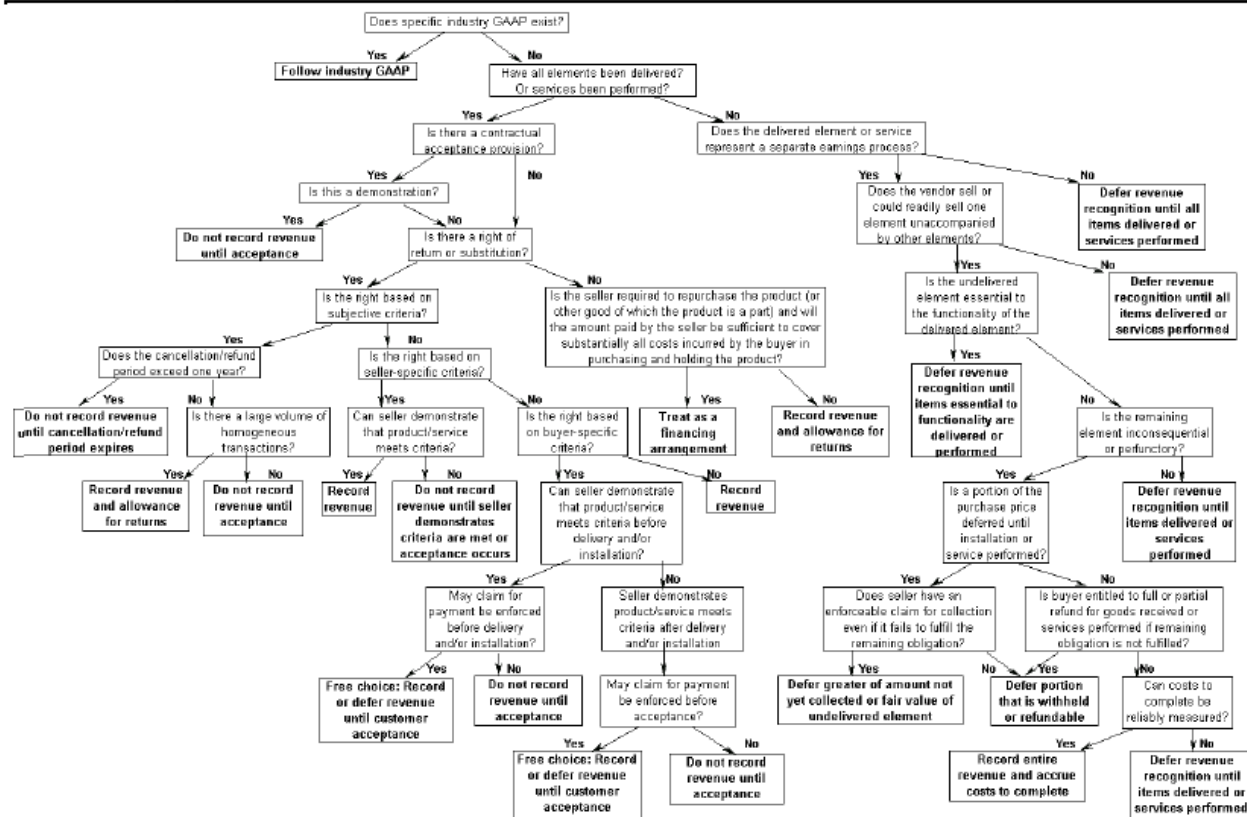 Does specific industry GAAP exist?
Yes
No
Follow industry GAAP
Have all elements been delivered?
Or services been performed?
Yes
No
Is there a contractual
acceptance provision?
Does the delivered element or service
represent a separate earnings process?
Yes
No
Yes
No
Is this a demonstration?
Does the vendor sell or
could readily sell one
element unaccompanied
by other elements?
Defer revenue
recognition until all
items delivered or
services performed
Yes
No
Do not record revenue
until acceptance
Is there a right of
return or substitution?
Yes
No
Yes
No
Is the right based on
subjective criteria?
Is the seller required to repurchase the product (or
other good of which the product is a part) and will
the amount paid by the seller be sufficient to cover
substantially all costs incurred by the buyer in
purchasing and holding the product?
Is the undelivered
element essential to
the functionality of the
delivered element?
Defer revenue
recognition until all
items delivered or
services performed
Yes
No
Does the cancellation/refund
period exceed one year?
Is the right based on
seller-specific criteria?
Yes
No
Defer revenue
recognition until
items essential to
functionality are
delivered or
performed
Yes
No
Yes
No
Yes
No
Do not record revenue
until cancellation/refund
period expires
Is there a large volume of
homogeneous
transactions?
Can seller demonstrate
that product/service
meets criteria?
Is the right based
on buyer-specific
criteria?
Treat as a
financing
arrangement
Record revenue
and allowance for
returns
Is the remaining
element inconsequential
or perfunctory?
Yes
No
Yes
No
Yes
No
Yes
No
Record revenue
and allowance
for returns
Do not record
revenue until
acceptance
Record
revenue
Do not record
revenue until seller
demonstrates
criteria are met or
acceptance occurs
Can seller demonstrate
that product/service
meets criteria before
delivery and/or
installation?
Record
revenue
Is a portion of the
purchase price
deferred until
installation or
service performed?
Defer revenue
recognition until
items delivered or
services
performed
Yes
No
Yes
No
May claim for
payment be enforced
before delivery
and/or installation?
Seller demonstrates
product/service meets
criteria after delivery
and/or installation
Does seller have an
enforceable claim for collection
even if it fails to fulfill the
remaining obligation?
Is buyer entitled to full or partial
refund for goods received or
services performed if remaining
obligation is not fulfilled?
Yes
No
Yes
No
Yes
No
Free choice: Record
or defer revenue
until customer
acceptance
Do not record
revenue until
acceptance
May claim for payment
be enforced before
acceptance?
Defer greater of amount not
yet collected or fair value of
undelivered element
Defer portion
that is withheld
or refundable
Can costs to
complete be
reliably measured?
Yes
No
Yes
No
Free choice: Record
or defer revenue
until customer
acceptance
Do not record
revenue until
acceptance
Record entire
revenue and accrue
costs to complete
Defer revenue
recognition until
items delivered or
services performed